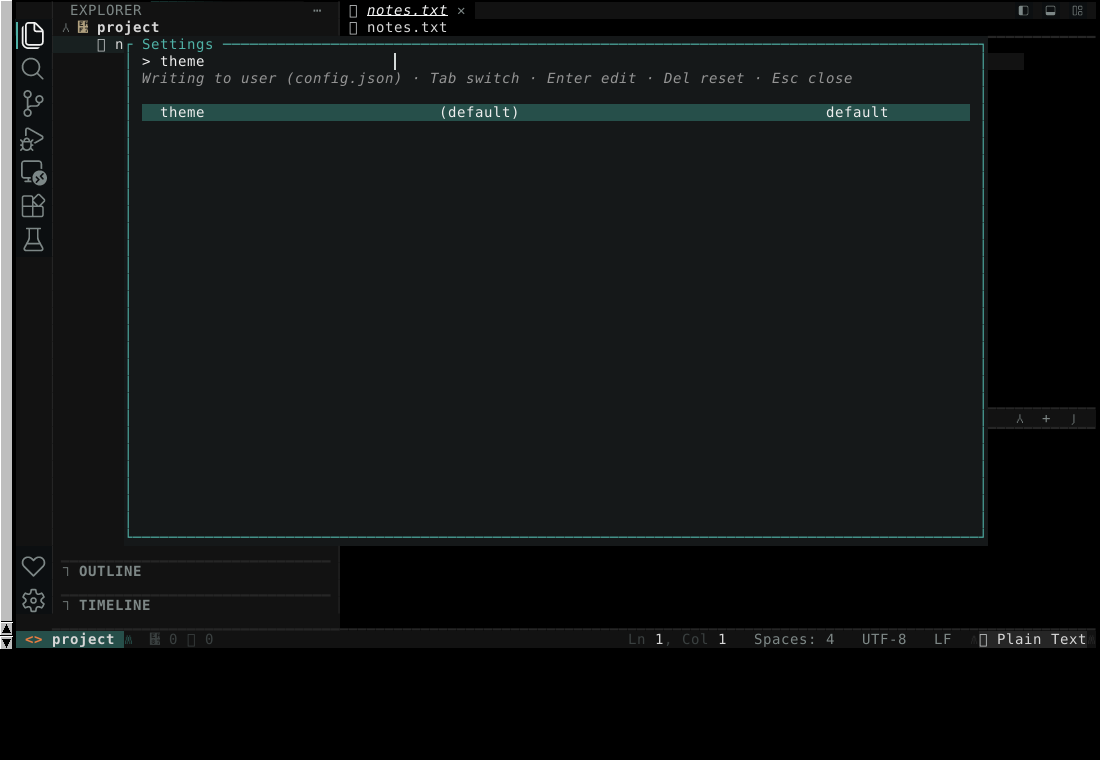 EXPLORER ⋯
notes.txt ×
project
notes.txt
n
Settings
> theme
Writing to user (config.json) · Tab switch · Enter edit · Del reset · Esc close
theme (default) default
+
OUTLINE
TIMELINE
<> project 0 0 Ln 1, Col 1 Spaces: 4 UTF-8 LF Plain Text